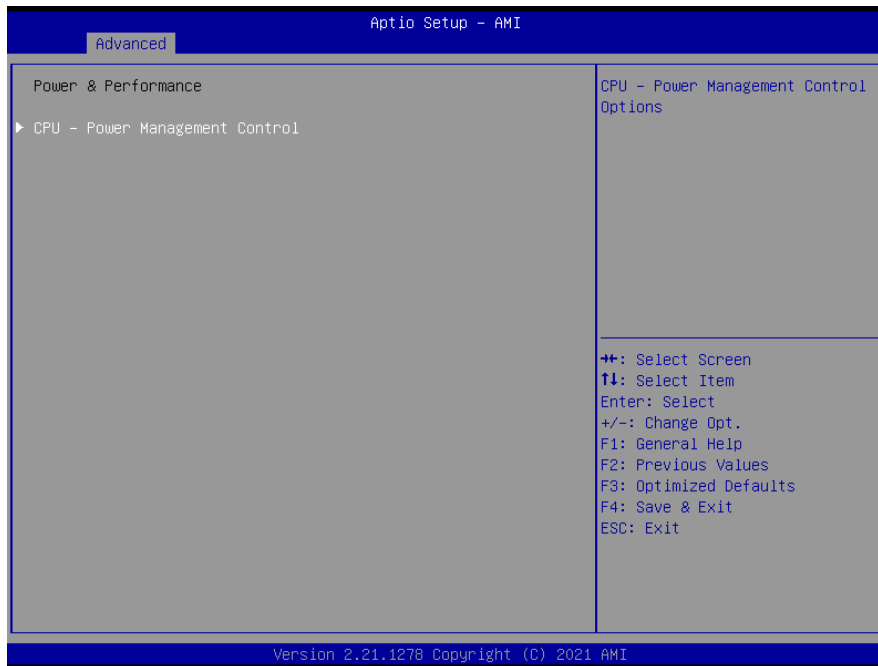 Aptio Setup – AMI
Advanced
Power & Performance
▶ CPU – Power Management Control
CPU – Power Management Control
Options
→←: Select Screen
↑↓: Select Item
Enter: Select
+/-: Change Opt.
F1: General Help
F2: Previous Values
F3: Optimized Defaults
F4: Save & Exit
ESC: Exit
Version 2.21.1278 Copyright (C) 2021 AMI